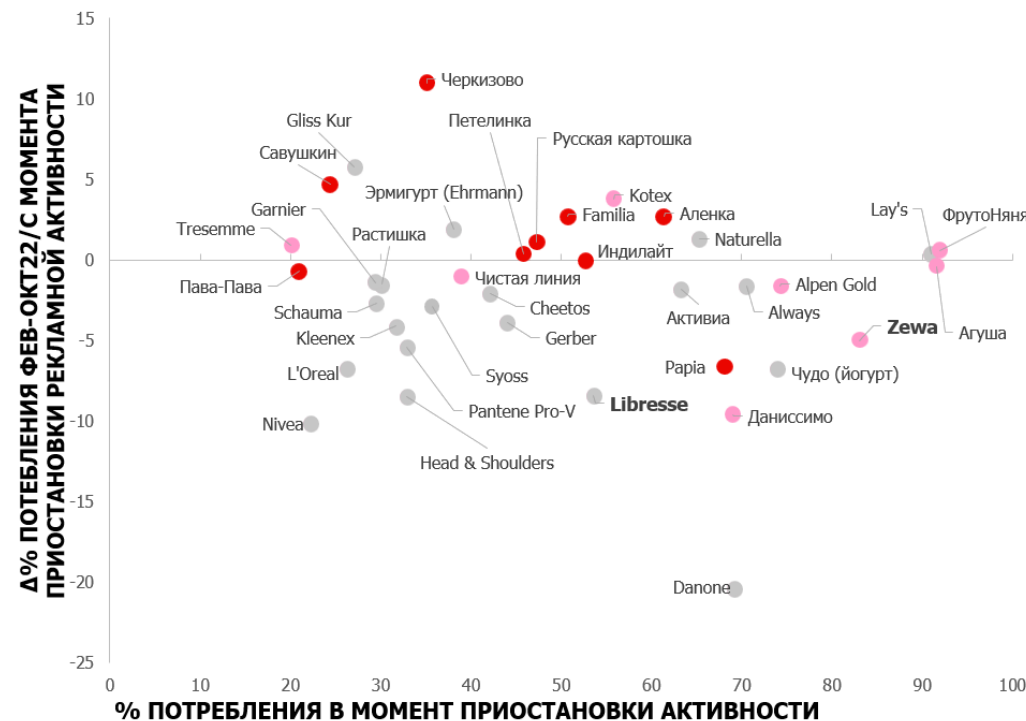 Δ% ПОТЕБЛЕНИЯ ФЕВ-ОКТ22/С МОМЕНТА
ПРИОСТАНОВКИ РЕКЛАМНОЙ АКТИВНОСТИ
15
10
5
0
-5
-10
-15
-20
-25
Черкизово
Gliss Kur
Петелинка
Савушкин
Русская картошка
Эрмигурт (Ehrmann)
Kotex
Garnier
Familia
Аленка
Lay's
ФрутоНяня
Tresemme
Растишка
Naturella
Индилайт
Пава-Пава
Чистая линия
Alpen Gold
Schauma
Cheetos
Активиа
Always
Zewa
Агуша
Kleenex
Gerber
L'Oreal
Syoss
Papia
Чудо (йогурт)
Nivea
Pantene Pro-V
Libresse
Даниссимо
Head & Shoulders
Danone
0 10 20 30 40 50 60 70 80 90 100
% ПОТРЕБЛЕНИЯ В МОМЕНТ ПРИОСТАНОВКИ АКТИВНОСТИ